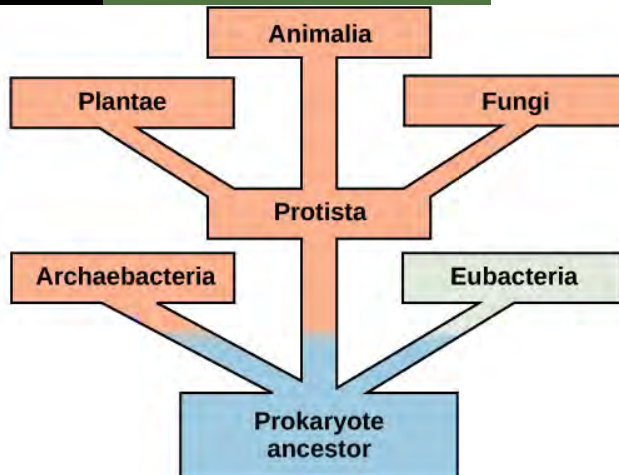 Animalia
Plantae
Fungi
Protista
Archaebacteria
Eubacteria
Prokaryote
ancestor